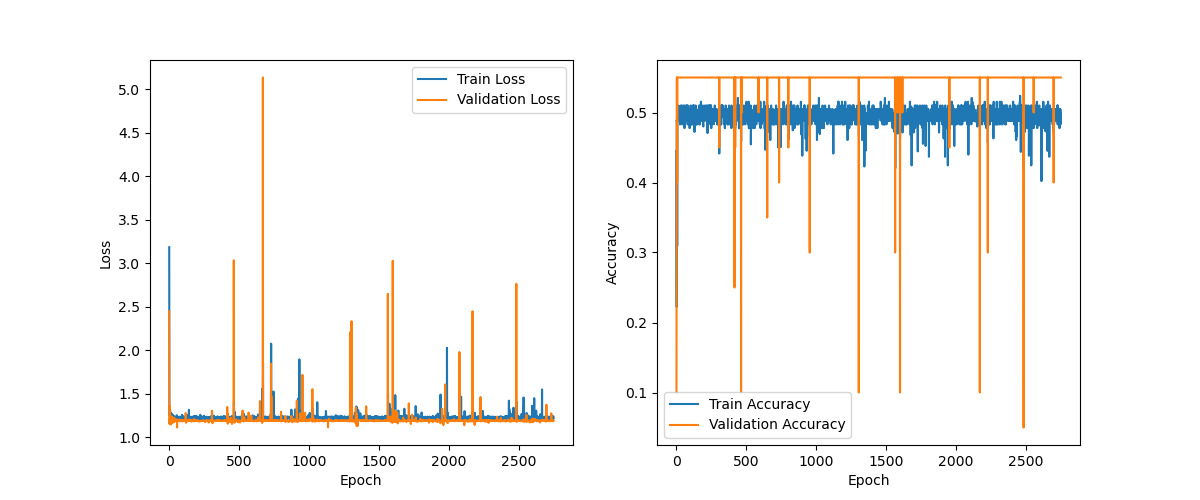 5.0
4.5
4.0
3.5
3.0
2.5
2.0
1.5
1.0
Loss
0 500 1000 1500 2000 2500
Epoch
Train Loss
Validation Loss
0.5
0.4
0.3
0.2
0.1
Accuracy
0 500 1000 1500 2000 2500
Epoch
Train Accuracy
Validation Accuracy